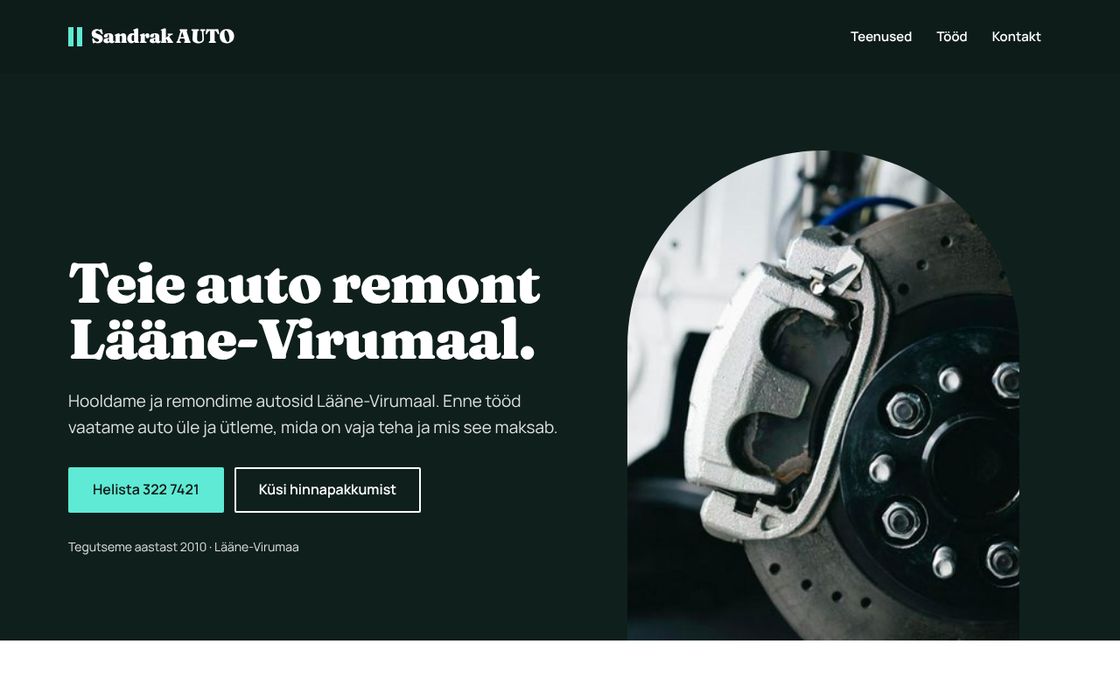 Sandrak AUTO
Teenused Tööd Kontakt
Teie auto remont
Lääne-Virumaal.
Hooldame ja remondime autosid Lääne-Virumaal. Enne tööd
vaatame auto üle ja ütleme, mida on vaja teha ja mis see maksab.
Helista 322 7421
Küsi hinnapakkumist
Tegutseme aastast 2010 · Lääne-Virumaa